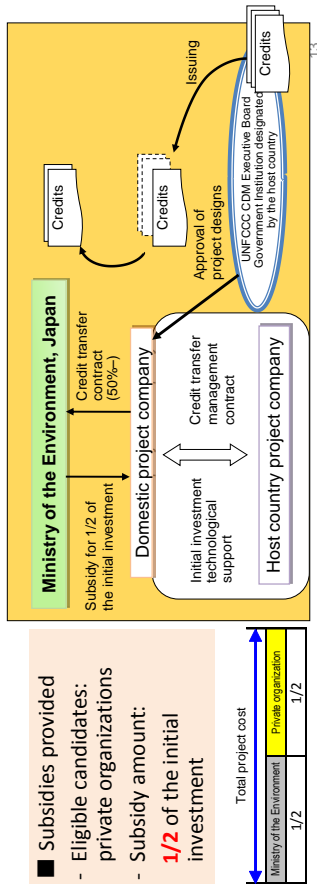 ■ Subsidies provided
- Eligible candidates:
private organizations
- Subsidy amount:
1/2 of the initial
investment
Total project cost
Ministry of the Environment
Private organization
1/2
1/2
Ministry of the Environment, Japan
Subsidy for 1/2 of
the initial investment
Credit transfer
contract
(50%–)
Domestic project company
Initial investment
technological
support
Credit transfer
management
contract
Host country project company
Credits
Credits
Approval of
project designs
Issuing
Credits
UNFCCC CDM Executive Board
Government Institution designated
by the host country
13